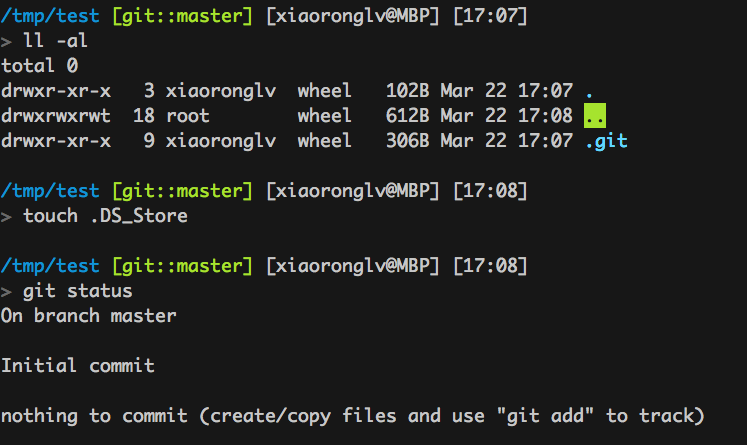 /tmp/test [git::master] [xiaoronglv@MBP] [17:07]
> ll -al
total 0
drwxr-xr-x   3 xiaoronglv  wheel   102B Mar 22 17:07 .
drwxrwxrwt  18 root        wheel   612B Mar 22 17:08 ..
drwxr-xr-x   9 xiaoronglv  wheel   306B Mar 22 17:07 .git
/tmp/test [git::master] [xiaoronglv@MBP] [17:08]
> touch .DS_Store
/tmp/test [git::master] [xiaoronglv@MBP] [17:08]
> git status
On branch master
Initial commit
nothing to commit (create/copy files and use "git add" to track)